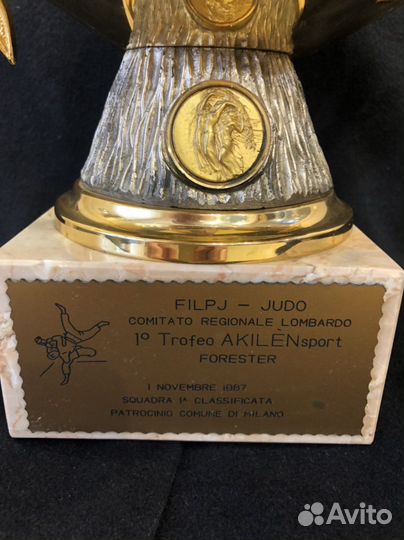 FILPJ - JUDO
COMITATO REGIONALE LOMBARDO
1° Trofeo AKILÈNsport
FORESTER
1 NOVEMBRE 1987
SQUADRA 1ª CLASSIFICATA
PATROCINIO COMUNE DI MILANO
Avito